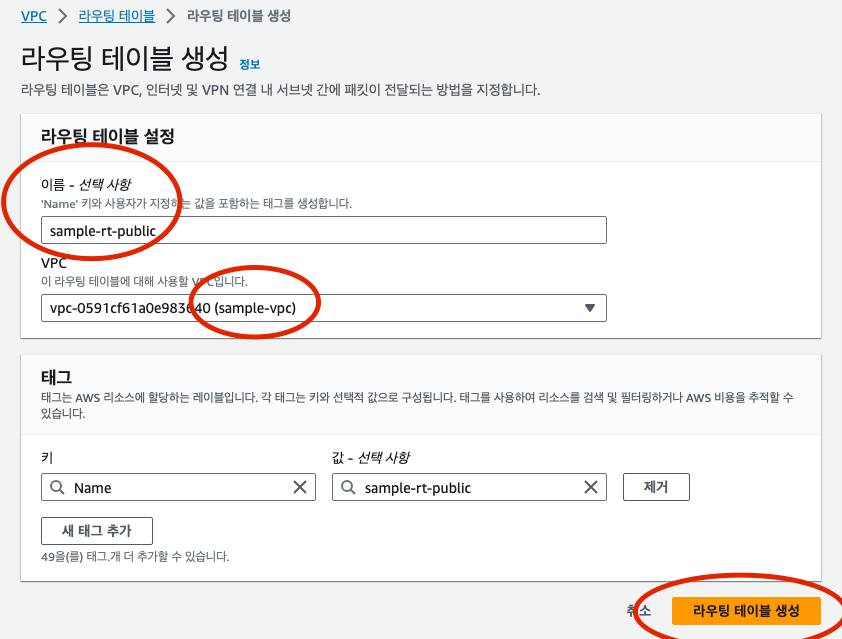 VPC > 라우팅 테이블 > 라우팅 테이블 생성
라우팅 테이블 생성 정보
라우팅 테이블은 VPC, 인터넷 및 VPN 연결 내 서브넷 간에 패킷이 전달되는 방법을 지정합니다.
라우팅 테이블 설정
이름 - 선택 사항
'Name' 키와 사용자가 지정하는 값을 포함하는 태그를 생성합니다.
sample-rt-public
VPC
이 라우팅 테이블에 대해 사용할 VPC입니다.
vpc-0591cf61a0e983640 (sample-vpc)
태그
태그는 AWS 리소스에 할당하는 레이블입니다. 각 태그는 키와 선택적 값으로 구성됩니다. 태그를 사용하여 리소스를 검색 및 필터링하거나 AWS 비용을 추적할 수
있습니다.
키 값 - 선택 사항
Name sample-rt-public 제거
새 태그 추가
49을(를) 태그.개 더 추가할 수 있습니다.
취소 라우팅 테이블 생성